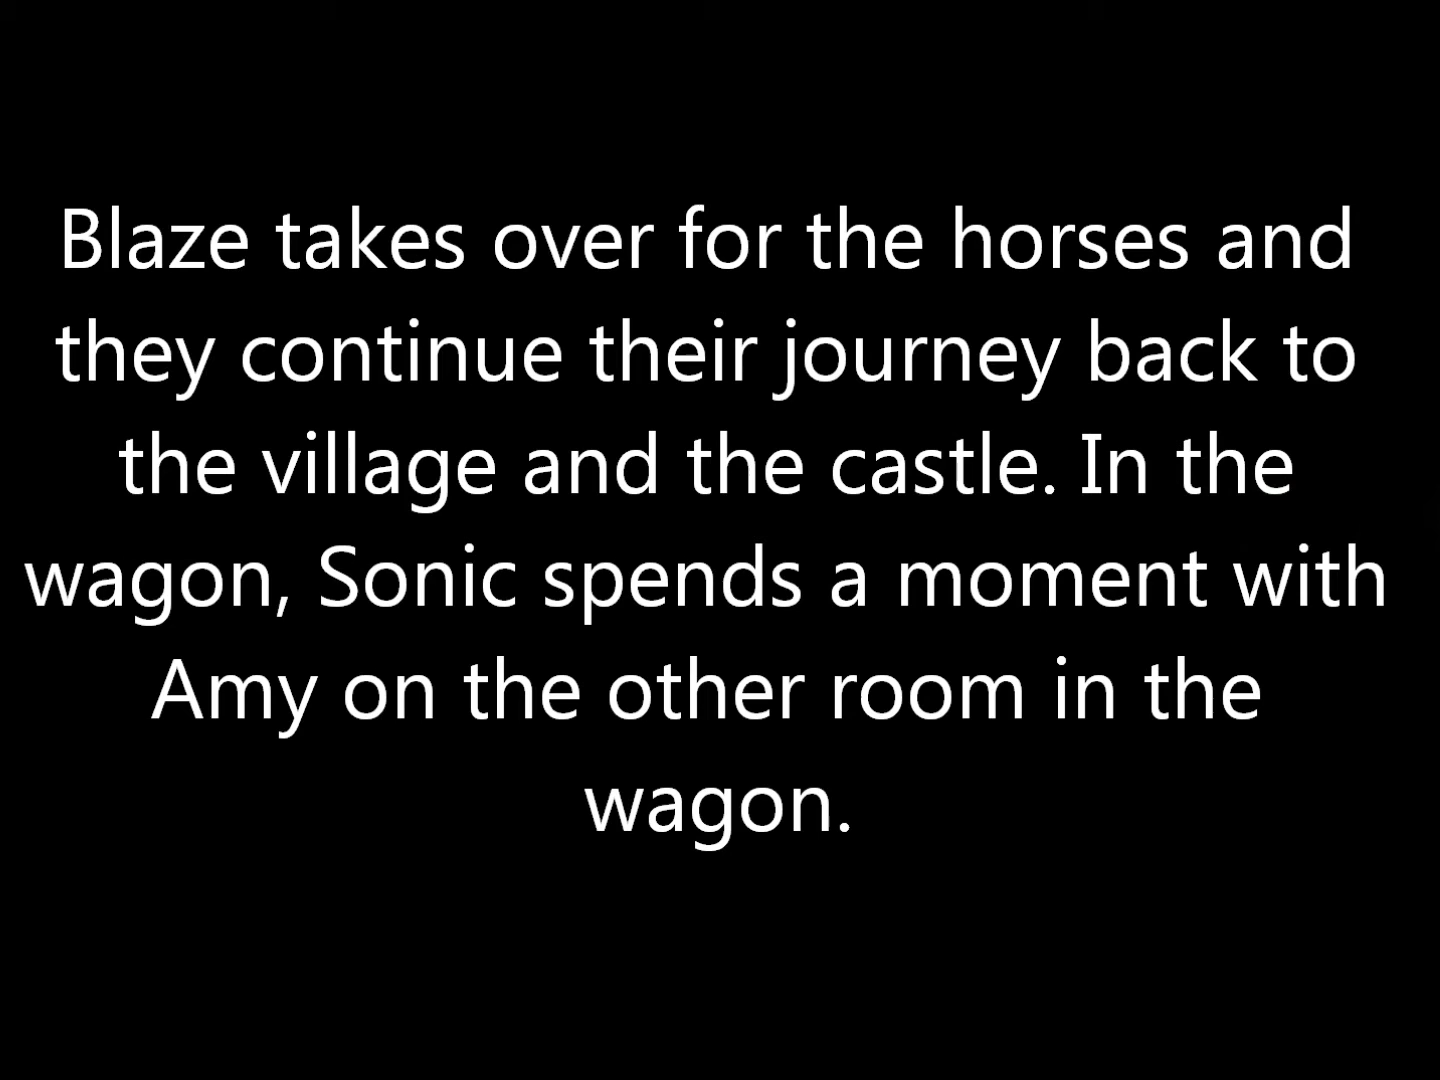 Blaze takes over for the horses and
they continue their journey back to
the village and the castle. In the
wagon, Sonic spends a moment with
Amy on the other room in the
wagon.